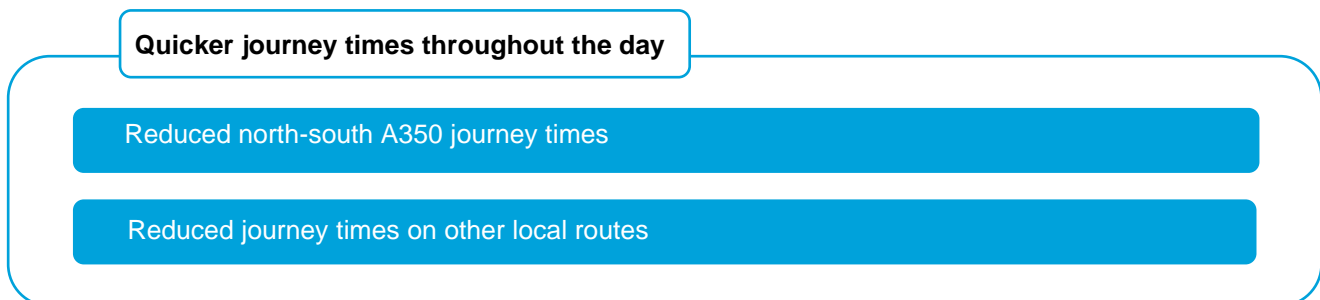 Quicker journey times throughout the day
Reduced north-south A350 journey times
Reduced journey times on other local routes